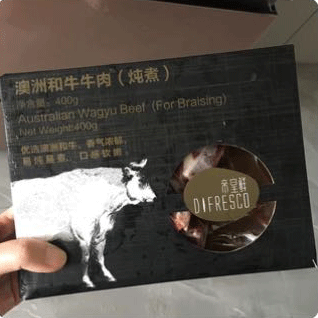 澳洲和牛牛肉（炖煮）
净含量：400g
Australian Wagyu Beef (For Braising)
Net Weight:400g
优选澳洲和牛，香气浓郁，
易炖易煮，口感软嫩
帝皇鲜
DIFRESCO